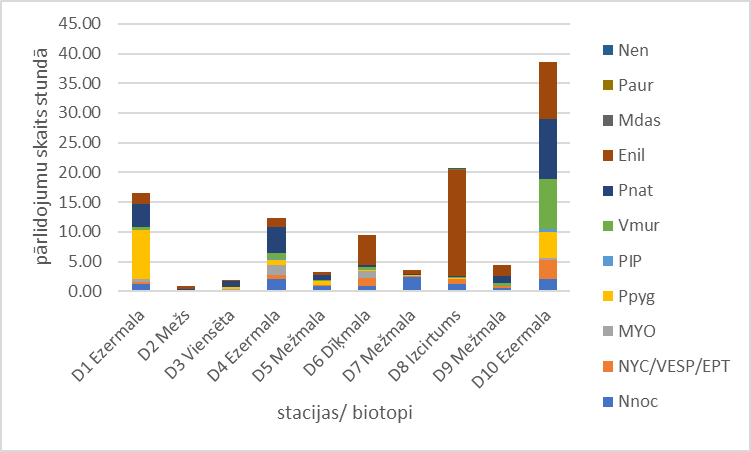 45.00
40.00
35.00
30.00
25.00
20.00
15.00
10.00
5.00
0.00
pārlidojumu skaits stundā
D1 Ezermala
D2 Mežs
D3 Viensēta
D4 Ezermala
D5 Mežmala
D6 Dīķmala
D7 Mežmala
D8 Izcirtums
D9 Mežmala
D10 Ezermala
stacijas/ biotopi
Nen
Paur
Mdas
Enil
Pnat
Vmur
PIP
Ppyg
MYO
NYC/VESP/EPT
Nnoc